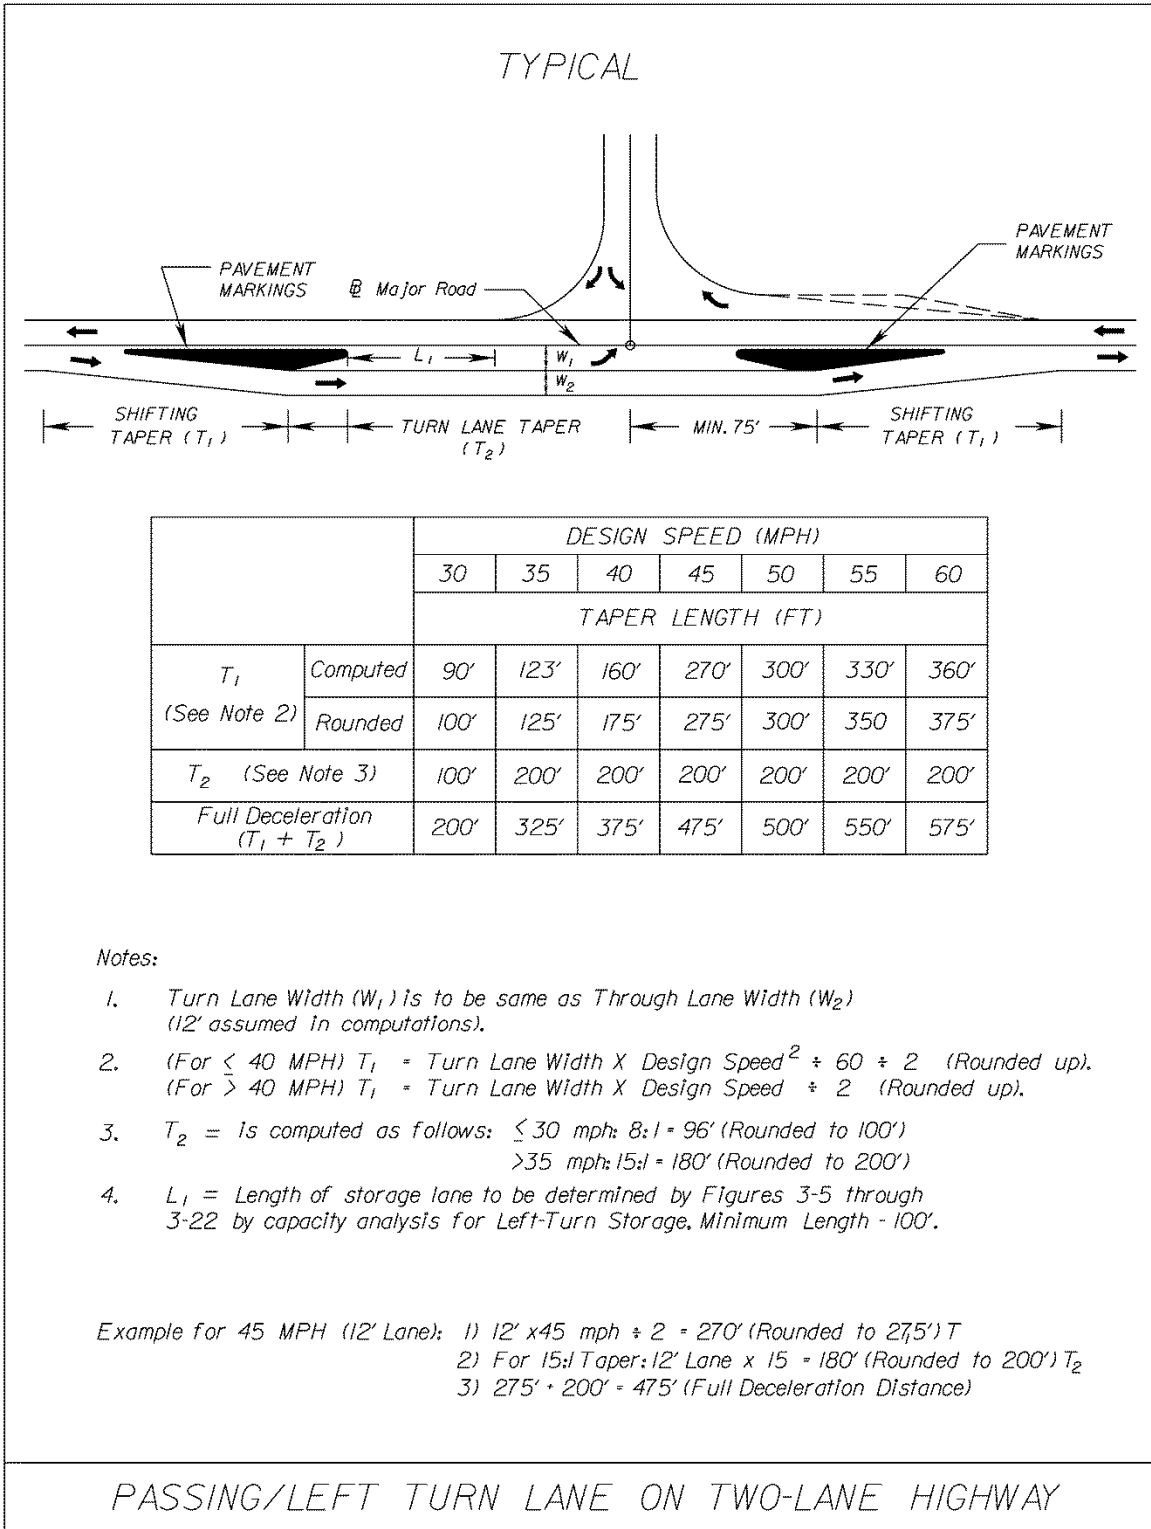 TYPICAL
PAVEMENT
MARKINGS
PAVEMENT
MARKINGS
Major Road
L1
W1
W2
SHIFTING
TAPER (T1)
TURN LANE TAPER
(T2)
MIN. 75'
SHIFTING
TAPER (T1)
DESIGN SPEED (MPH)
30 35 40 45 50 55 60
TAPER LENGTH (FT)
T1 (See Note 2) Computed 90' 123' 160' 270' 300' 330' 360'
Rounded 100' 125' 175' 275' 300' 350 375'
T2 (See Note 3) 100' 200' 200' 200' 200' 200' 200'
Full Deceleration
(T1 + T2) 200' 325' 375' 475' 500' 550' 575'
Notes:
1. Turn Lane Width (W1) is to be same as Through Lane Width (W2)
(12' assumed in computations).
2. (For ≤ 40 MPH) T1 = Turn Lane Width X Design Speed² ÷ 60 ÷ 2 (Rounded up).
(For > 40 MPH) T1 = Turn Lane Width X Design Speed ÷ 2 (Rounded up).
3. T2 = is computed as follows: ≤ 30 mph: 8:1 = 96' (Rounded to 100')
>35 mph: 15:1 = 180' (Rounded to 200')
4. L1 = Length of storage lane to be determined by Figures 3-5 through
3-22 by capacity analysis for Left-Turn Storage. Minimum Length - 100'.
Example for 45 MPH (12' Lane): 1) 12' x45 mph ÷ 2 = 270' (Rounded to 275') T1
2) For 15:1 Taper: 12' Lane x 15 = 180' (Rounded to 200') T2
3) 275' + 200' = 475' (Full Deceleration Distance)
PASSING/LEFT TURN LANE ON TWO-LANE HIGHWAY